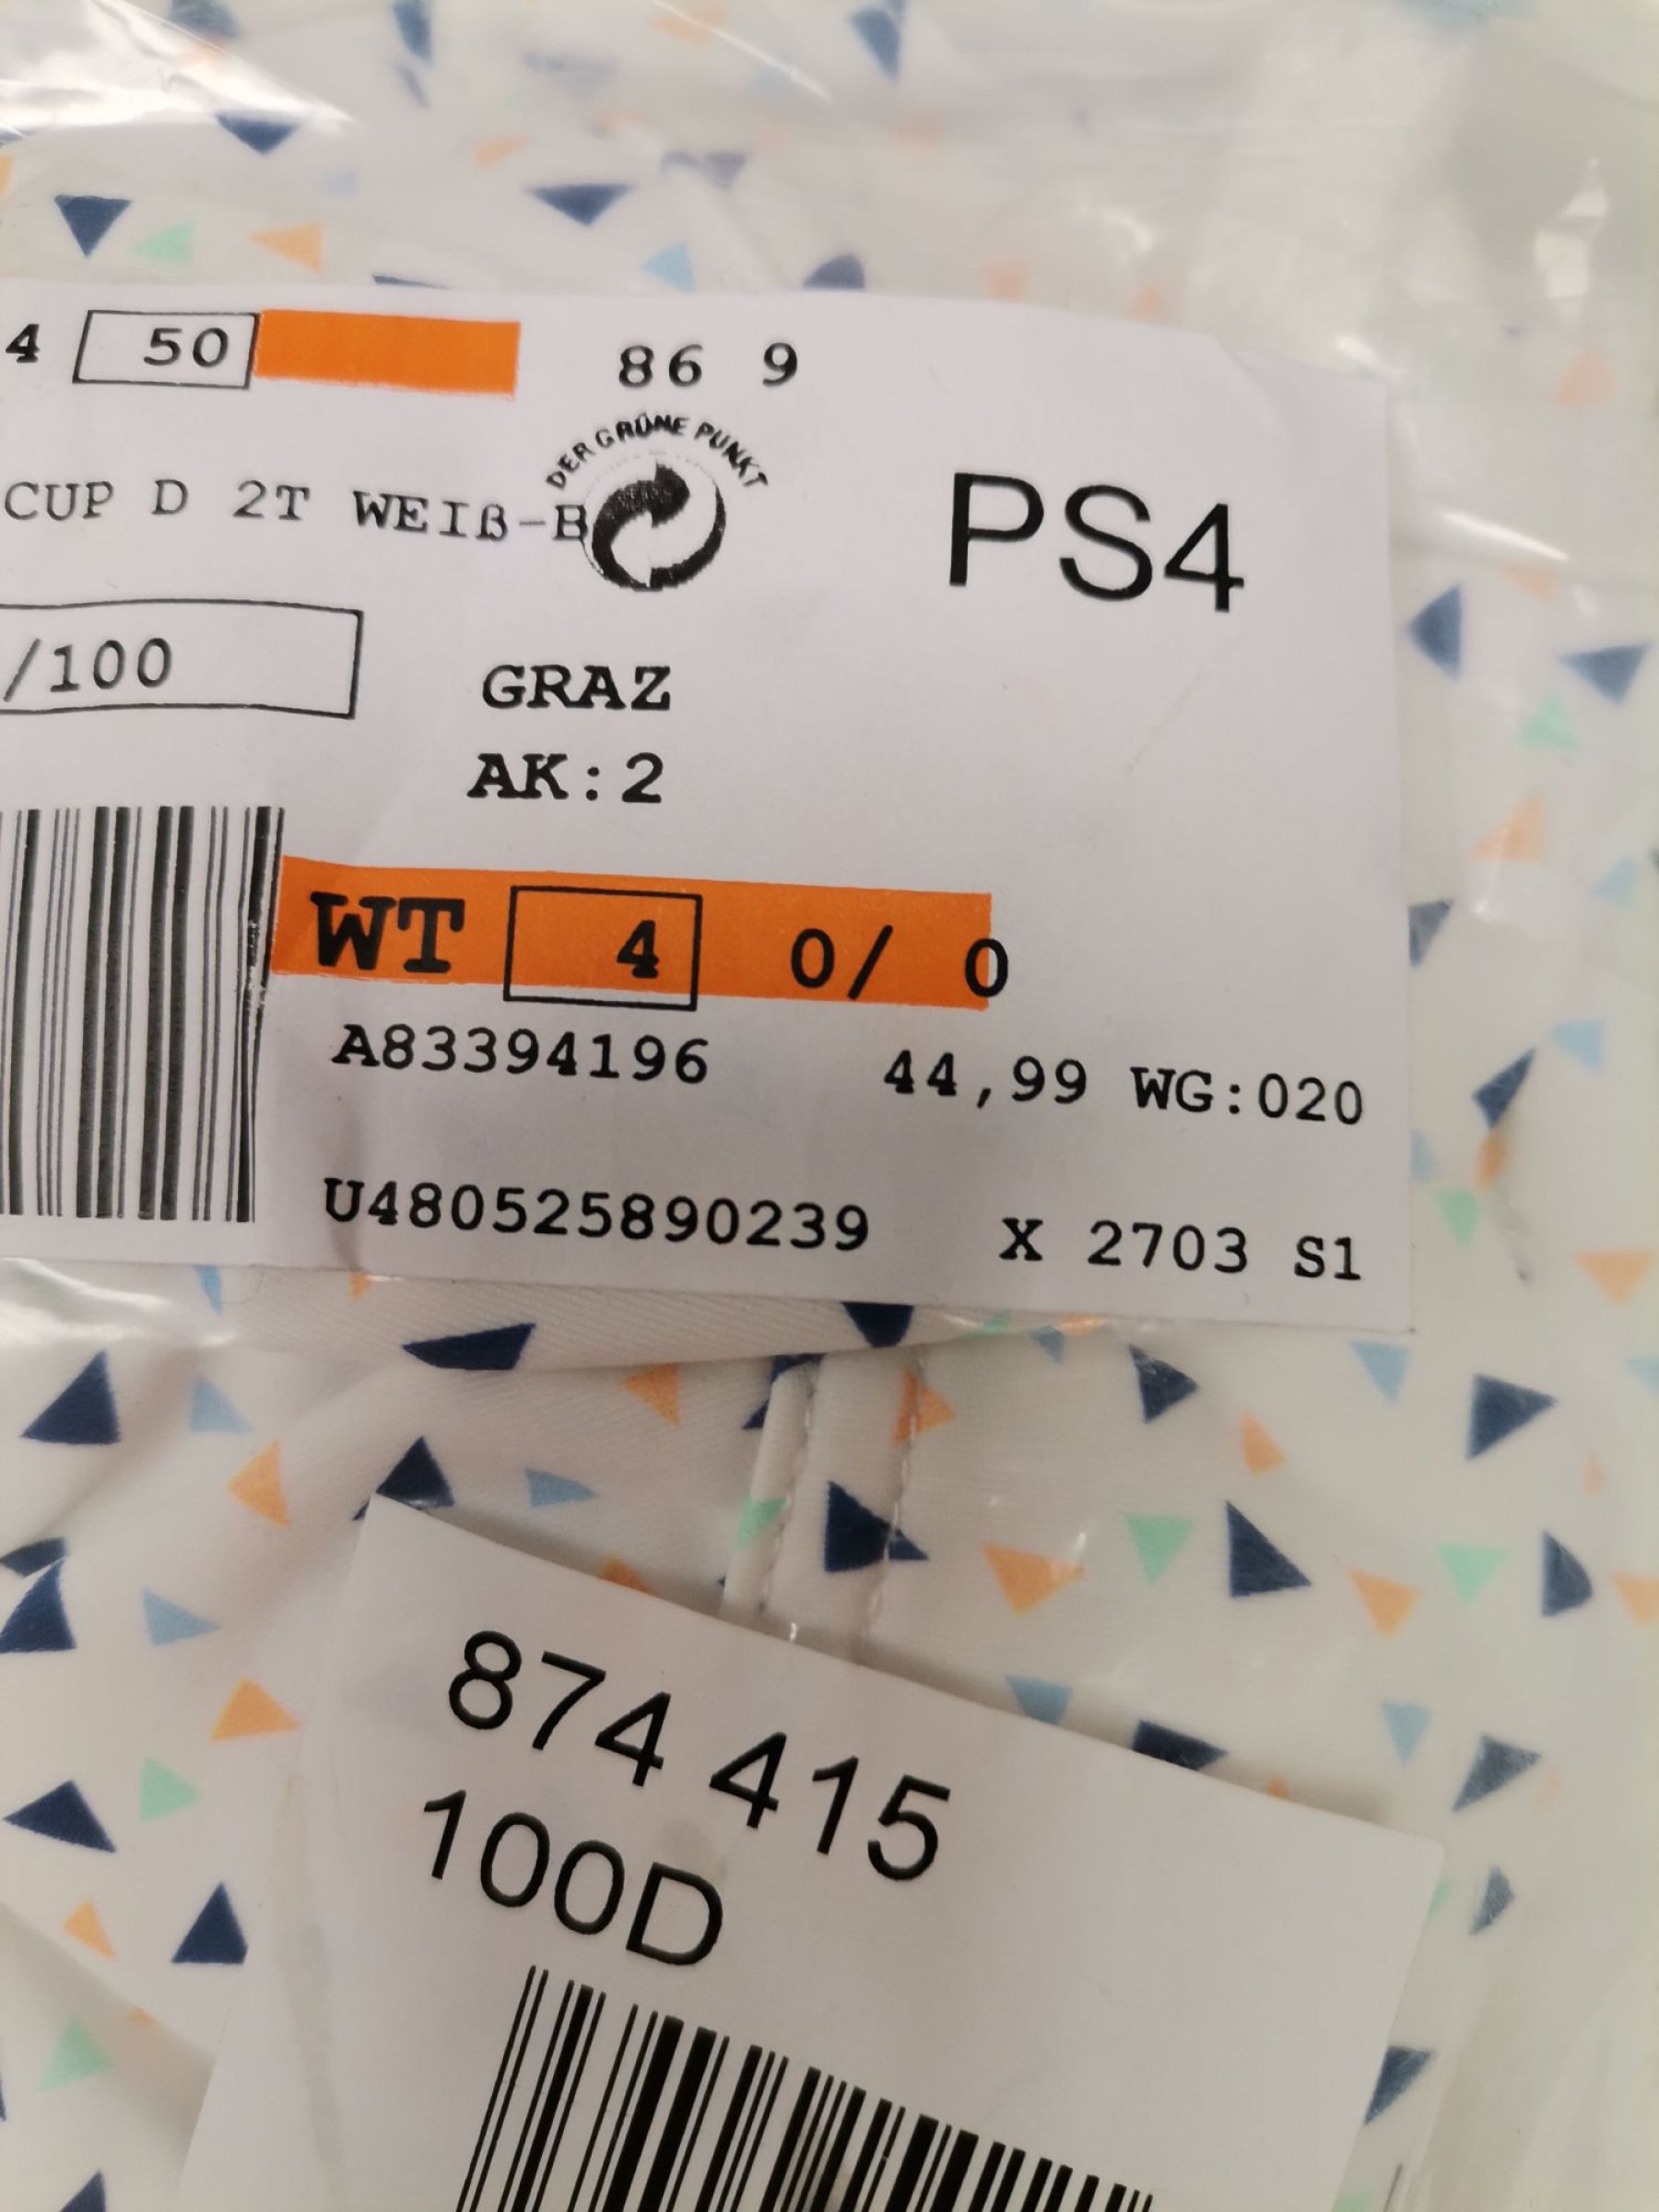 4 50 86 9
DER GRÜNE PUNKT
CUP D 2T WEIß-B
PS4
/100
GRAZ
AK:2
WT 4 0/ 0
A83394196 44,99 WG:020
U480525890239 X 2703 S1
874 415
100D